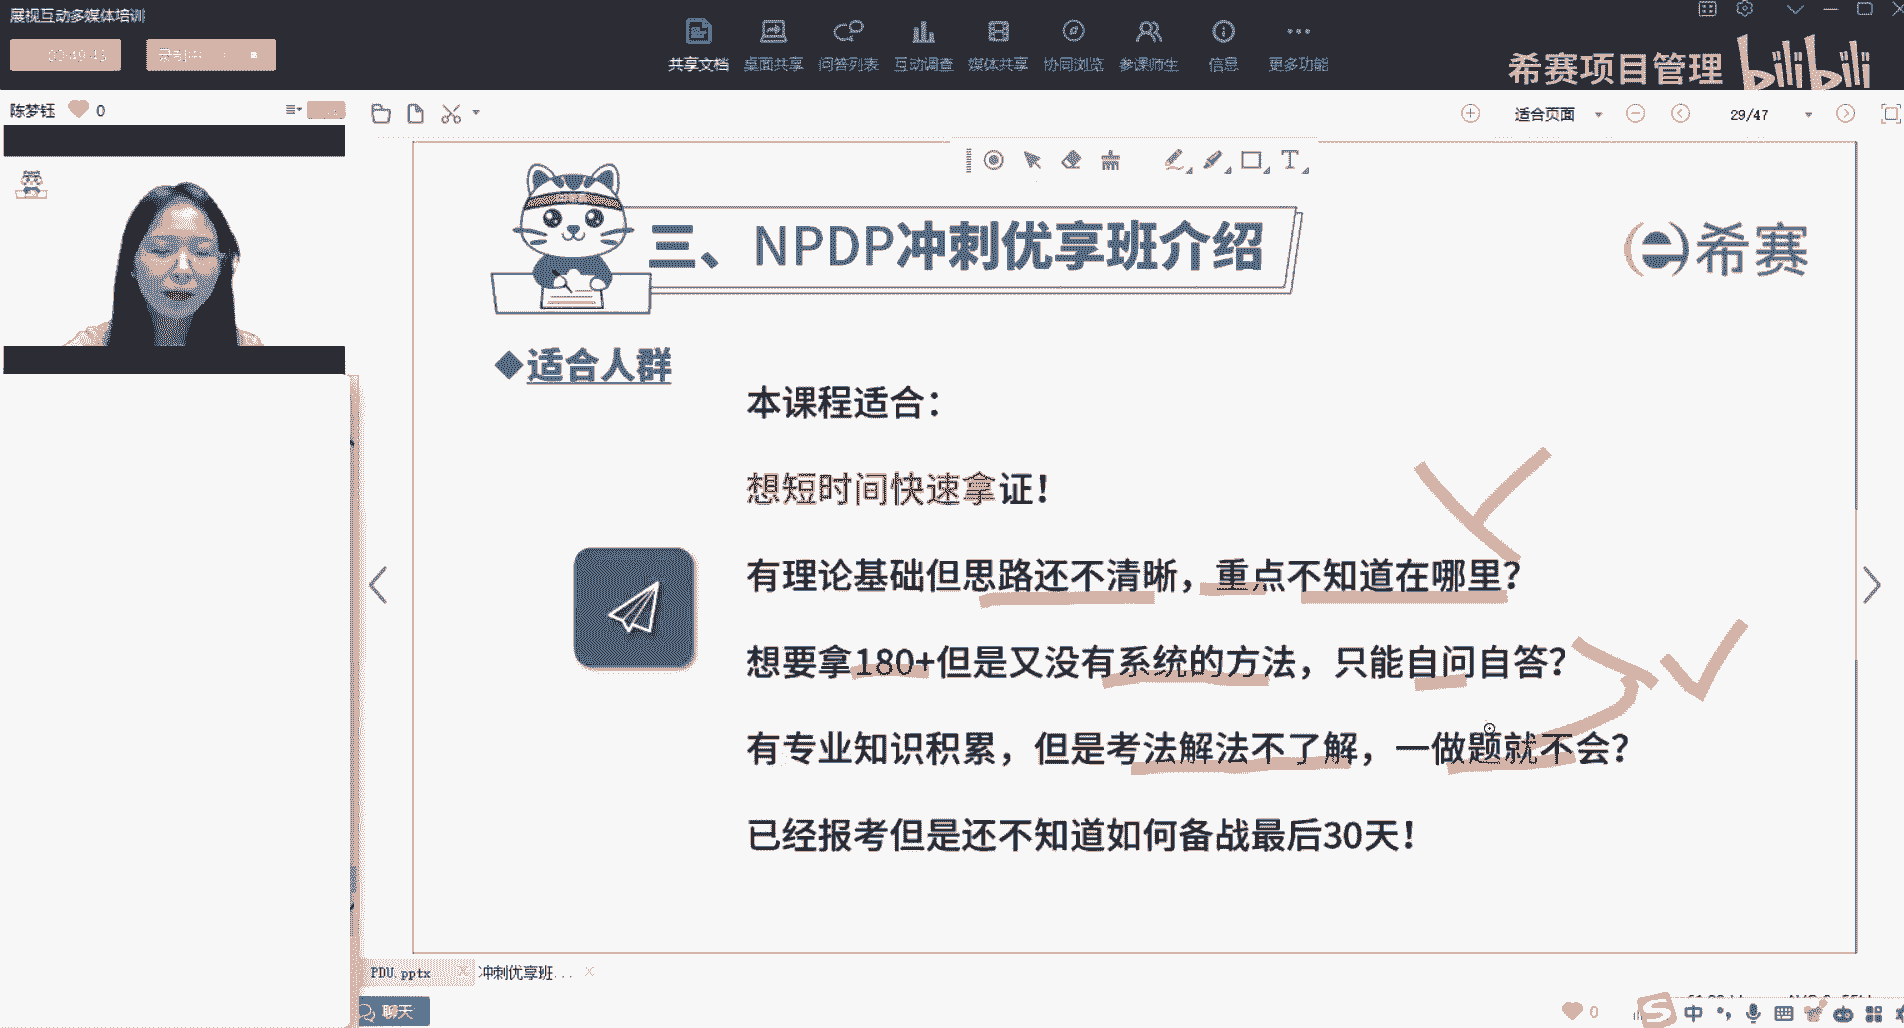 展视互动多媒体培训
共享文档 桌面共享 问答列表 互动调查 媒体共享 协同浏览 参课师生 信息 更多功能
希赛项目管理 bilibili
陈梦钰 0
适合页面 29/47
三、NPDP冲刺优享班介绍
希赛
适合人群
本课程适合：
想短时间快速拿证！
有理论基础但思路还不清晰，重点不知道在哪里？
想要拿180+但是又没有系统的方法，只能自问自答？
有专业知识积累，但是考法解法不了解，一做题就不会？
已经报考但是还不知道如何备战最后30天！
PDU.pptx 冲刺优享班...
聊天
0
中